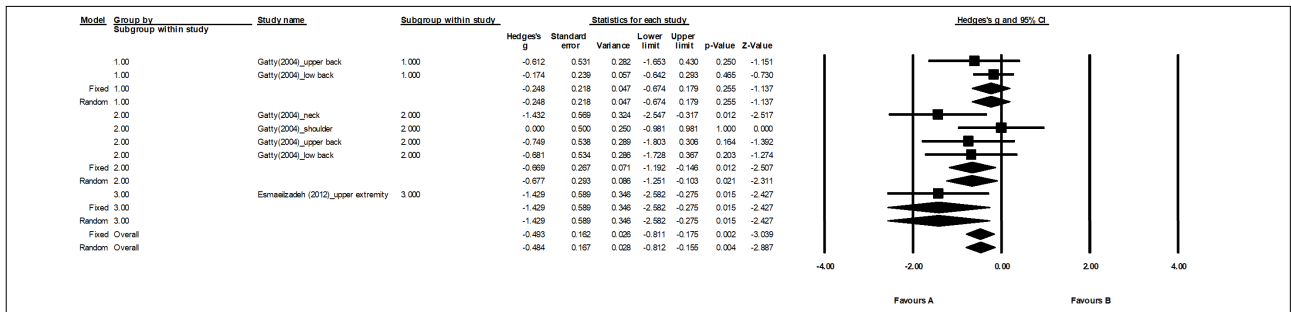 Model Group by Study name Subgroup within study Statistics for each study Hedges's g and 95% CI
Subgroup within study
Hedges's Standard Lower Upper
g error Variance limit limit p-Value Z-Value
1.00 Gatty(2004)_upper back 1.000 -0.612 0.531 0.282 -1.653 0.430 0.250 -1.151
1.00 Gatty(2004)_low back 1.000 -0.174 0.239 0.057 -0.642 0.293 0.465 -0.730
Fixed 1.00 -0.248 0.218 0.047 -0.674 0.179 0.255 -1.137
Random 1.00 -0.248 0.218 0.047 -0.674 0.179 0.255 -1.137
2.00 Gatty(2004)_neck 2.000 -1.432 0.569 0.324 -2.547 -0.317 0.012 -2.517
2.00 Gatty(2004)_shoulder 2.000 0.000 0.500 0.250 -0.981 0.981 1.000 0.000
2.00 Gatty(2004)_upper back 2.000 -0.749 0.538 0.289 -1.803 0.306 0.164 -1.392
2.00 Gatty(2004)_low back 2.000 -0.681 0.534 0.286 -1.728 0.367 0.203 -1.274
Fixed 2.00 -0.669 0.267 0.071 -1.192 -0.146 0.012 -2.507
Random 2.00 -0.677 0.293 0.086 -1.251 -0.103 0.021 -2.311
3.00 Esmaeilzadeh (2012)_upper extremity 3.000 -1.429 0.589 0.346 -2.582 -0.275 0.015 -2.427
Fixed 3.00 -1.429 0.589 0.346 -2.582 -0.275 0.015 -2.427
Random 3.00 -1.429 0.589 0.346 -2.582 -0.275 0.015 -2.427
Fixed Overall -0.493 0.162 0.026 -0.811 -0.175 0.002 -3.039
Random Overall -0.484 0.167 0.028 -0.812 -0.155 0.004 -2.887
-4.00 -2.00 0.00 2.00 4.00
Favours A Favours B